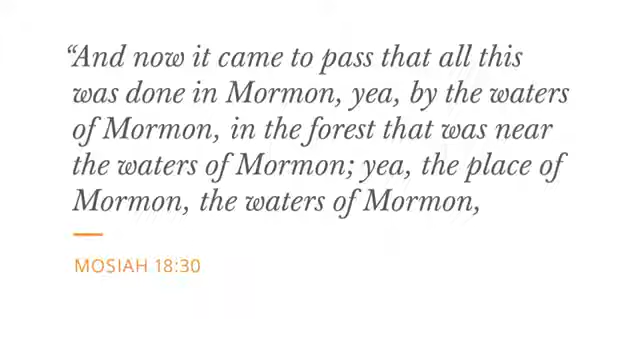 “And now it came to pass that all this
was done in Mormon, yea, by the waters
of Mormon, in the forest that was near
the waters of Mormon; yea, the place of
Mormon, the waters of Mormon,
MOSIAH 18:30